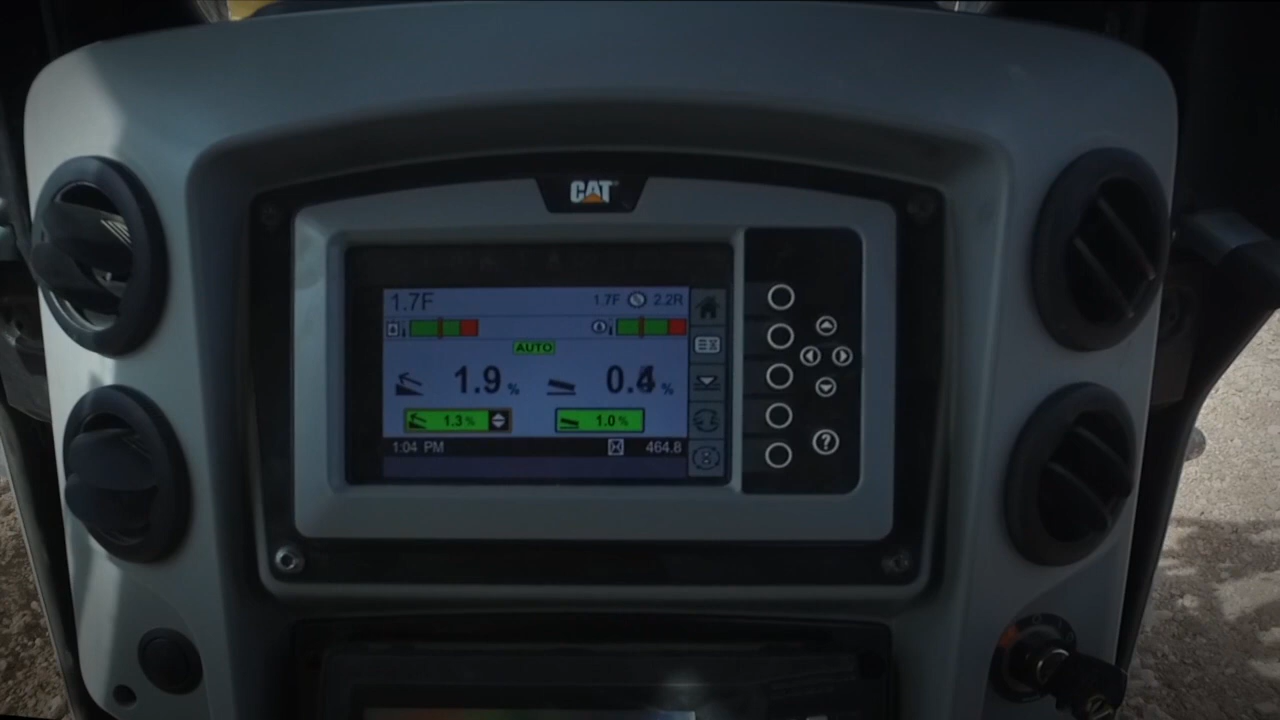 CAT
1.7F 1.7F 2.2R
AUTO
1.9 % 0.4 %
1.3 % 1.0 %
1:04 PM 464.8
?